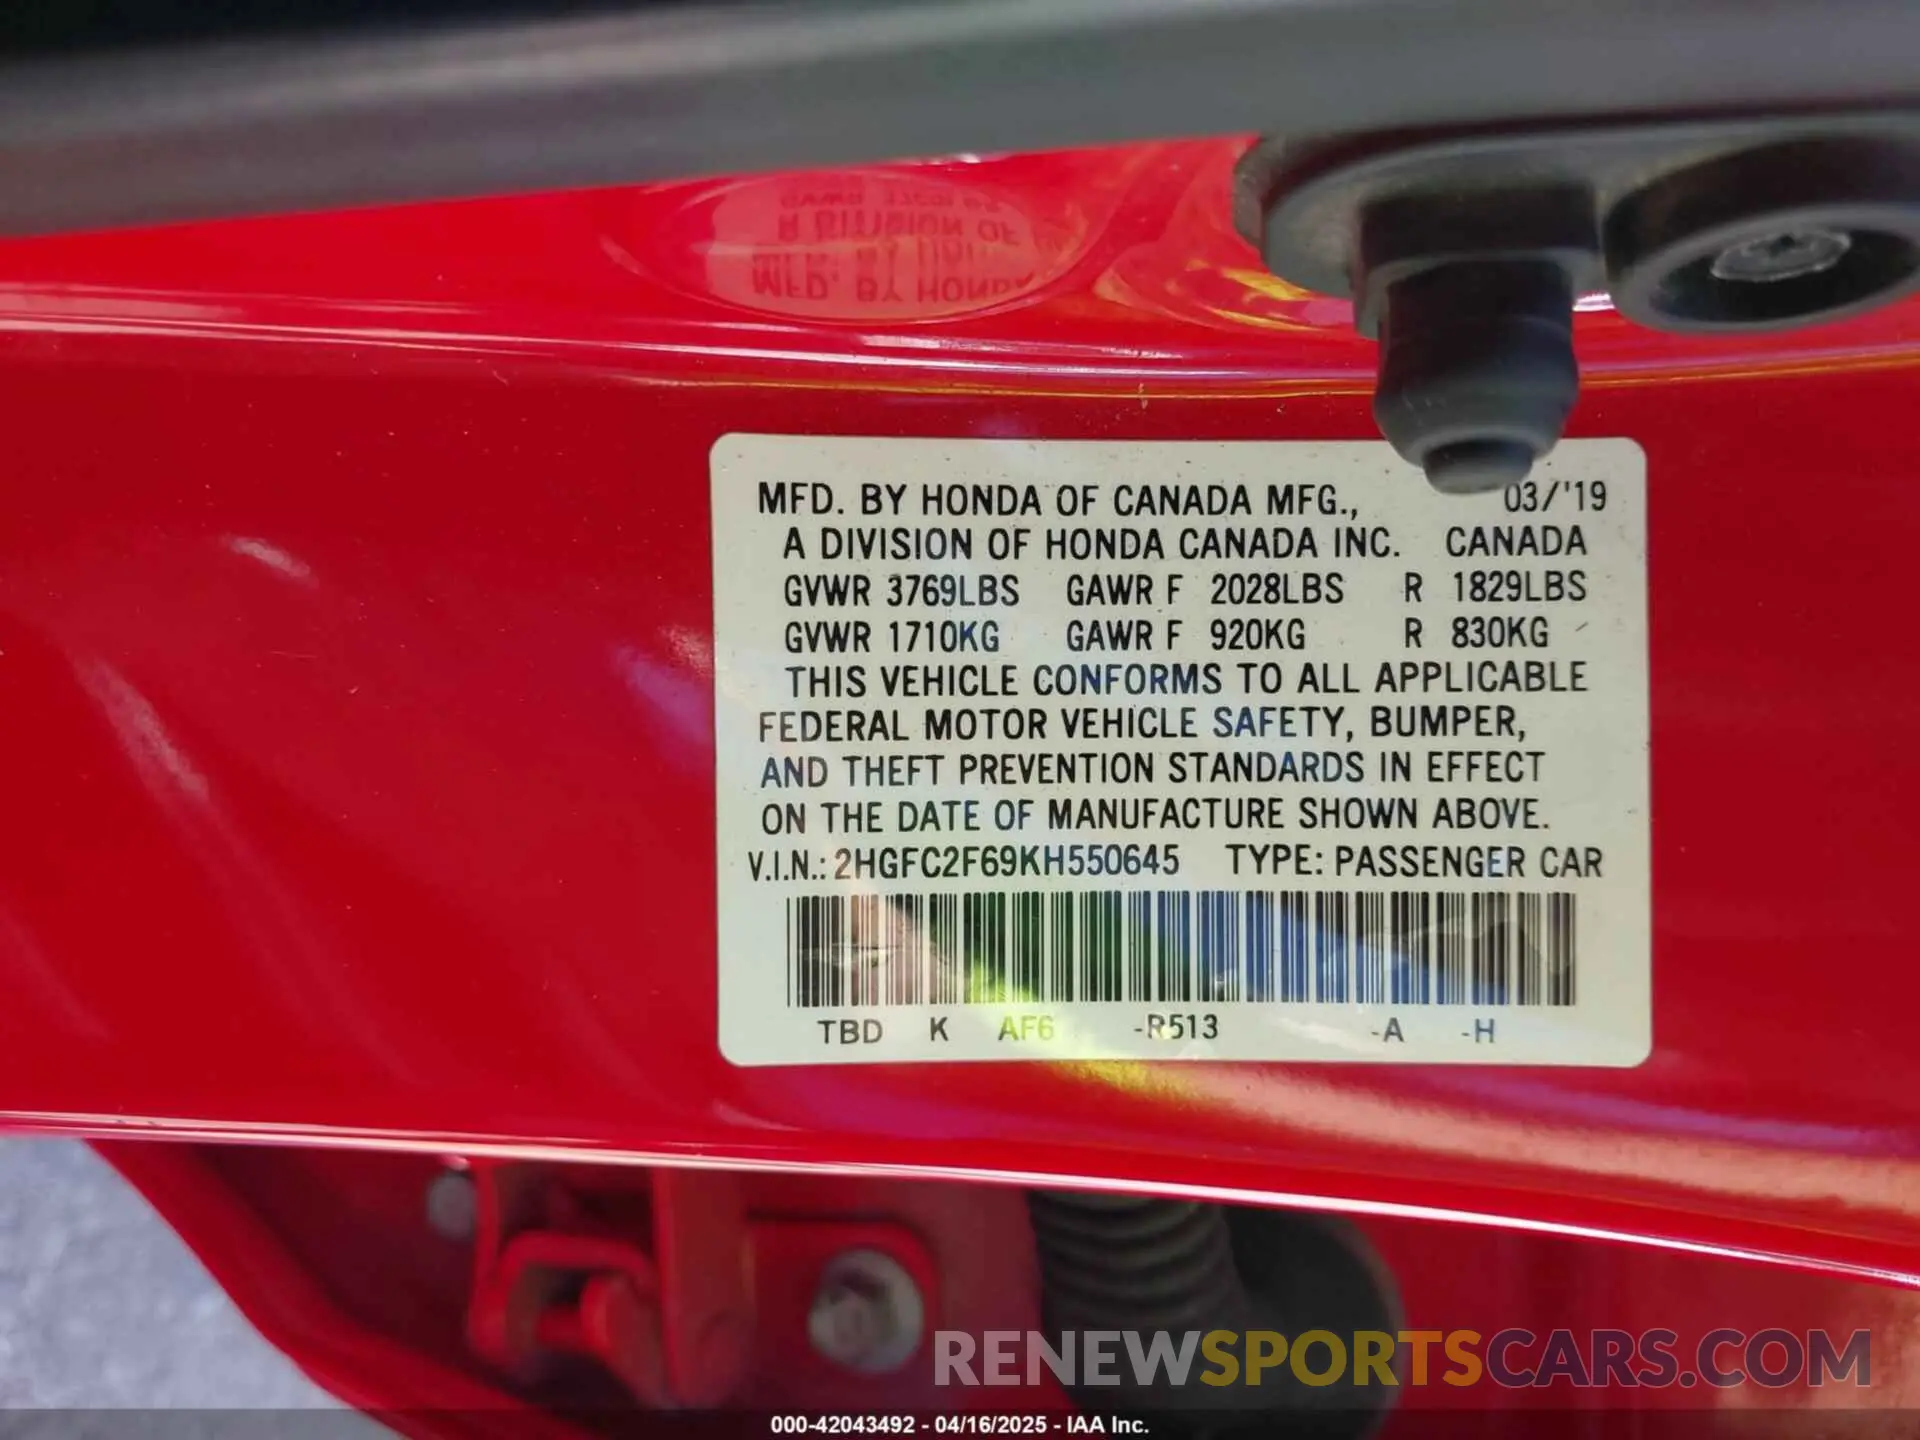 MFD. BY HONDA OF CANADA MFG., 03/'19
A DIVISION OF HONDA CANADA INC. CANADA
GVWR 3769LBS GAWR F 2028LBS R 1829LBS
GVWR 1710KG GAWR F 920KG R 830KG
THIS VEHICLE CONFORMS TO ALL APPLICABLE
FEDERAL MOTOR VEHICLE SAFETY, BUMPER,
AND THEFT PREVENTION STANDARDS IN EFFECT
ON THE DATE OF MANUFACTURE SHOWN ABOVE.
V.I.N.: 2HGFC2F69KH550645 TYPE: PASSENGER CAR
TBD K AF6 -R513 -A -H
RENEWSPORTSCARS.COM
000-42043492 - 04/16/2025 - IAA Inc.